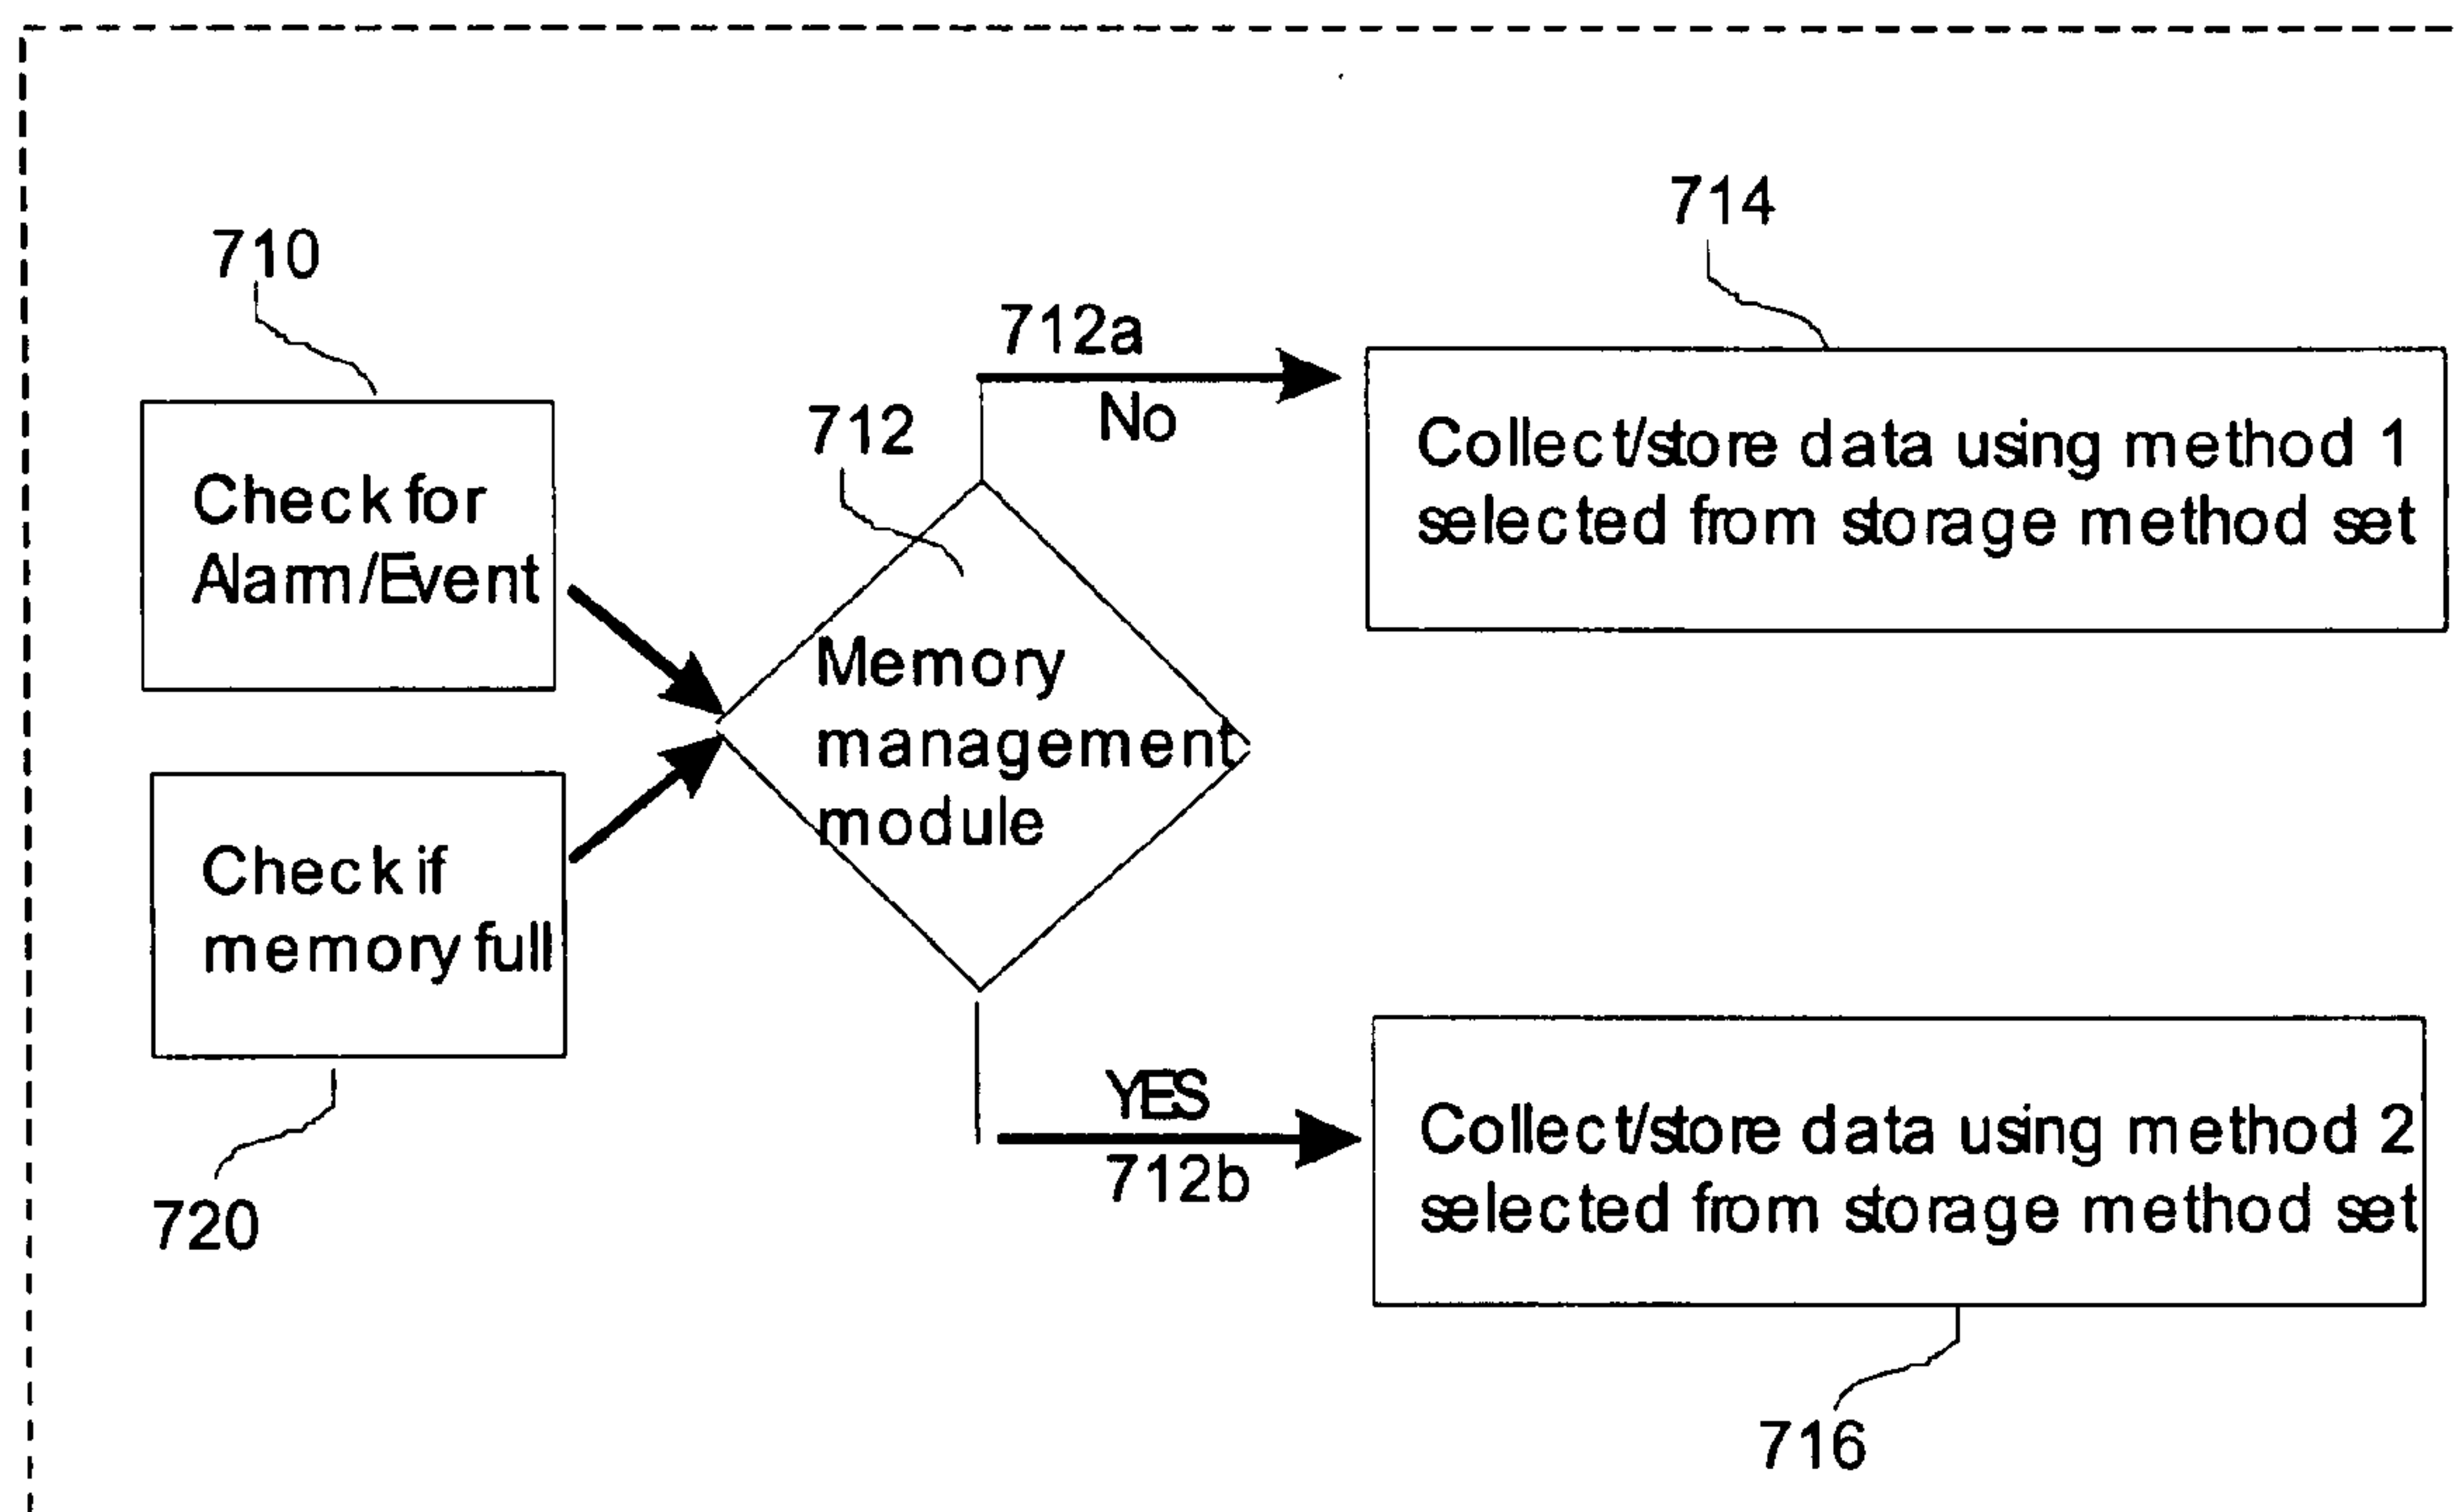 710
Check for
Alarm/Event
Check if
memory full
720
712
Memory
management
module
712a
No
YES
712b
714
Collect/store data using method 1
selected from storage method set
Collect/store data using method 2
selected from storage method set
716